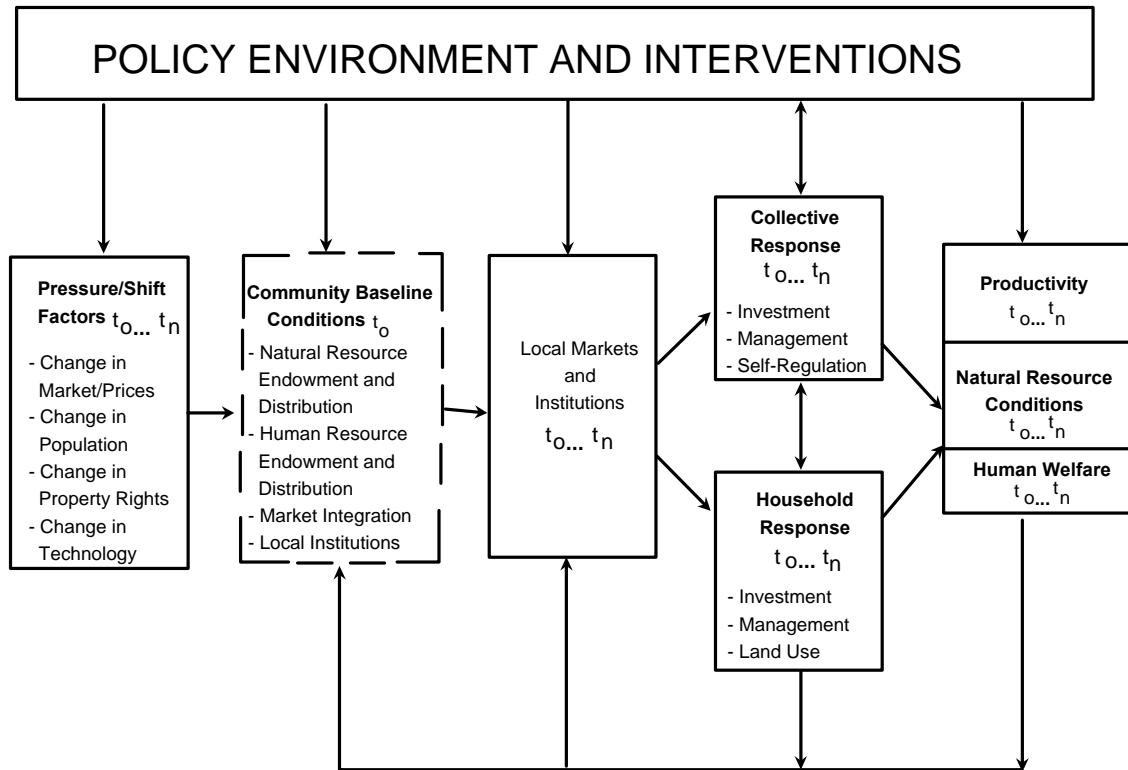 POLICY ENVIRONMENT AND INTERVENTIONS
Pressure/Shift
Factors to... tn
- Change in
Market/Prices
- Change in
Population
- Change in
Property Rights
- Change in
Technology
Community Baseline
Conditions to
- Natural Resource
Endowment and
Distribution
- Human Resource
Endowment and
Distribution
- Market Integration
- Local Institutions
Local Markets
and
Institutions
to... tn
Collective
Response
to... tn
- Investment
- Management
- Self-Regulation
Household
Response
to... tn
- Investment
- Management
- Land Use
Productivity
to... tn
Natural Resource
Conditions
to... tn
Human Welfare
to... tn